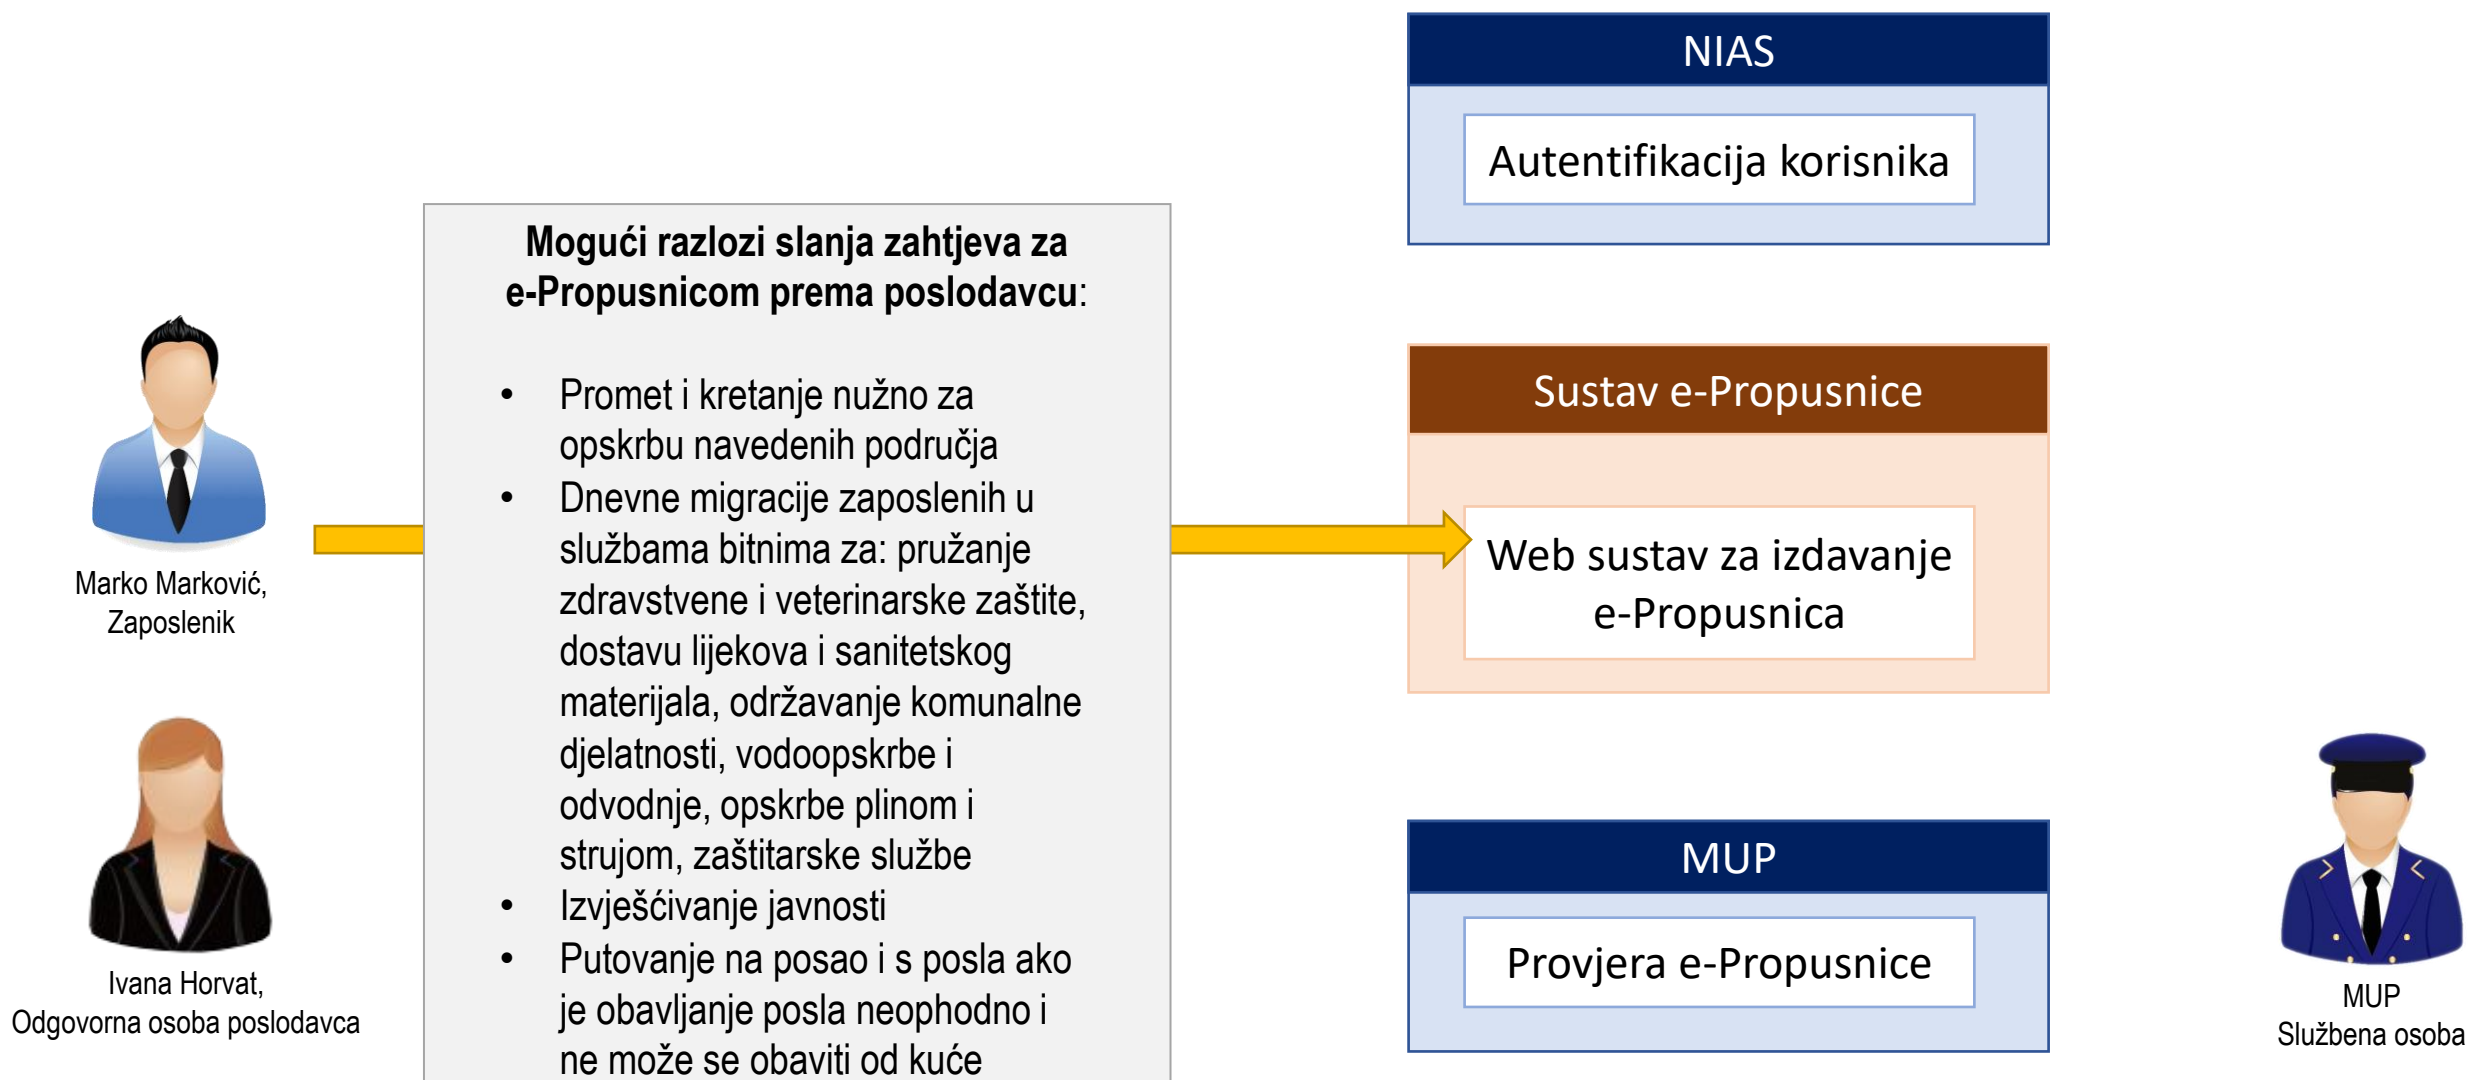 NIAS
Autentifikacija korisnika
Mogući razlozi slanja zahtjeva za
e-Propusnicom prema poslodavcu:
• Promet i kretanje nužno za
opskrbu navedenih područja
• Dnevne migracije zaposlenih u
službama bitnima za: pružanje
zdravstvene i veterinarske zaštite,
dostavu lijekova i sanitetskog
materijala, održavanje komunalne
djelatnosti, vodoopskrbe i
odvodnje, opskrbe plinom i
strujom, zaštitarske službe
• Izvješćivanje javnosti
• Putovanje na posao i s posla ako
je obavljanje posla neophodno i
ne može se obaviti od kuće
Marko Marković,
Zaposlenik
Ivana Horvat,
Odgovorna osoba poslodavca
Sustav e-Propusnice
Web sustav za izdavanje
e-Propusnica
MUP
Provjera e-Propusnice
MUP
Službena osoba